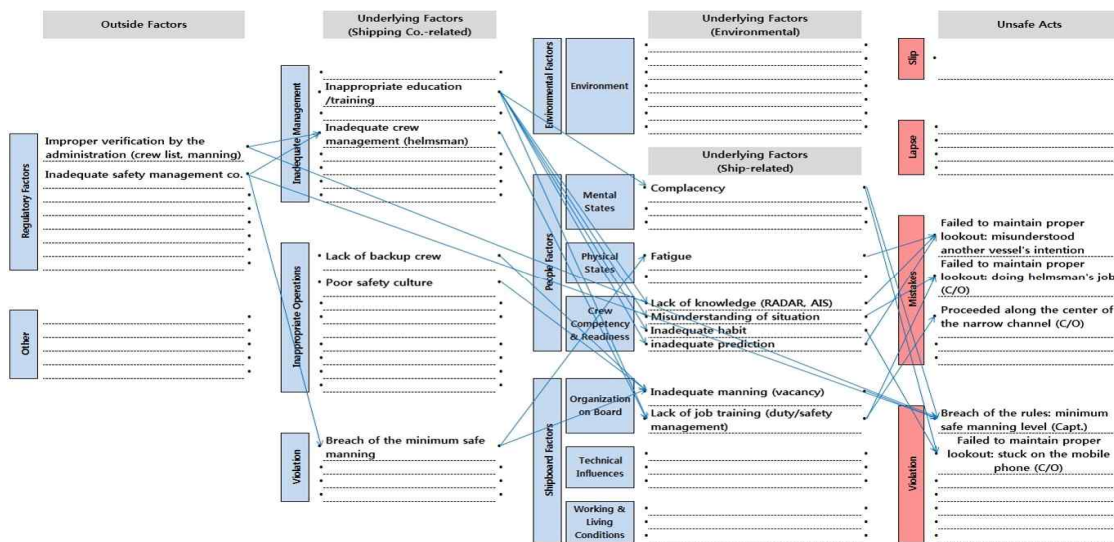 Outside Factors
Regulatory Factors
Improper verification by the
administration (crew list, manning)
Inadequate safety management co.
Other
Underlying Factors
(Shipping Co.-related)
Inadequate Management
Inappropriate education
/training
Inadequate crew
management (helmsman)
Inappropriate Operations
Lack of backup crew
Poor safety culture
Violation
Breach of the minimum safe
manning
Underlying Factors
(Environmental)
Environmental Factors
Environment
Underlying Factors
(Ship-related)
People Factors
Mental
States
Complacency
Physical
States
Fatigue
Crew
Competency
& Readiness
Lack of knowledge (RADAR, AIS)
Misunderstanding of situation
Inadequate habit
inadequate prediction
Shipboard Factors
Organization
on Board
Inadequate manning (vacancy)
Lack of job training (duty/safety
management)
Technical
Influences
Working &
Living
Conditions
Unsafe Acts
Slip
Lapse
Mistakes
Failed to maintain proper
lookout: misunderstood
another vessel's intention
Failed to maintain proper
lookout: doing helmsman's job
(C/O)
Proceeded along the center of
the narrow channel (C/O)
Violation
Breach of the rules: minimum
safe manning level (Capt.)
Failed to maintain proper
lookout: stuck on the mobile
phone (C/O)